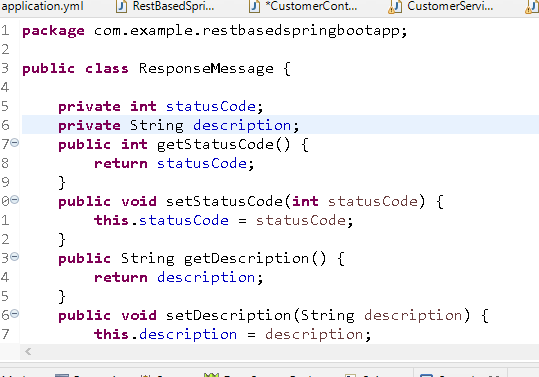 application.yml RestBasedSpri... *CustomerCont... CustomerServi...
1 package com.example.restbasedspringbootapp;
2
3 public class ResponseMessage {
5 private int statusCode;
6 private String description;
7 public int getStatusCode() {
8 return statusCode;
9 }
0 public void setStatusCode(int statusCode) {
1 this.statusCode = statusCode;
2 }
3 public String getDescription() {
4 return description;
5 }
6 public void setDescription(String description) {
7 this.description = description;